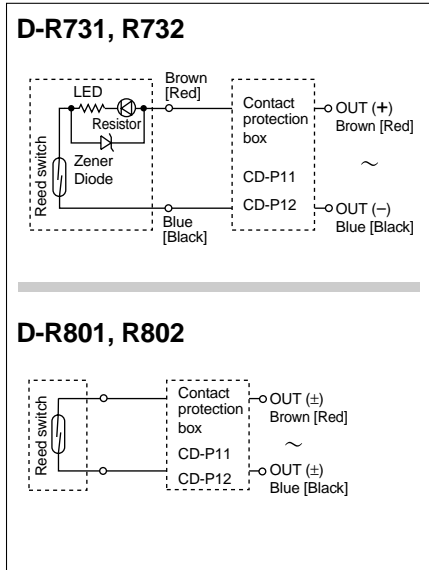 D-R731, R732
LED
Resistor
Zener
Diode
Reed switch
Brown
[Red]
Blue
[Black]
Contact
protection
box
CD-P11
CD-P12
OUT (+)
Brown [Red]
~
OUT (–)
Blue [Black]
D-R801, R802
Reed switch
Contact
protection
box
CD-P11
CD-P12
OUT (±)
Brown [Red]
~
OUT (±)
Blue [Black]